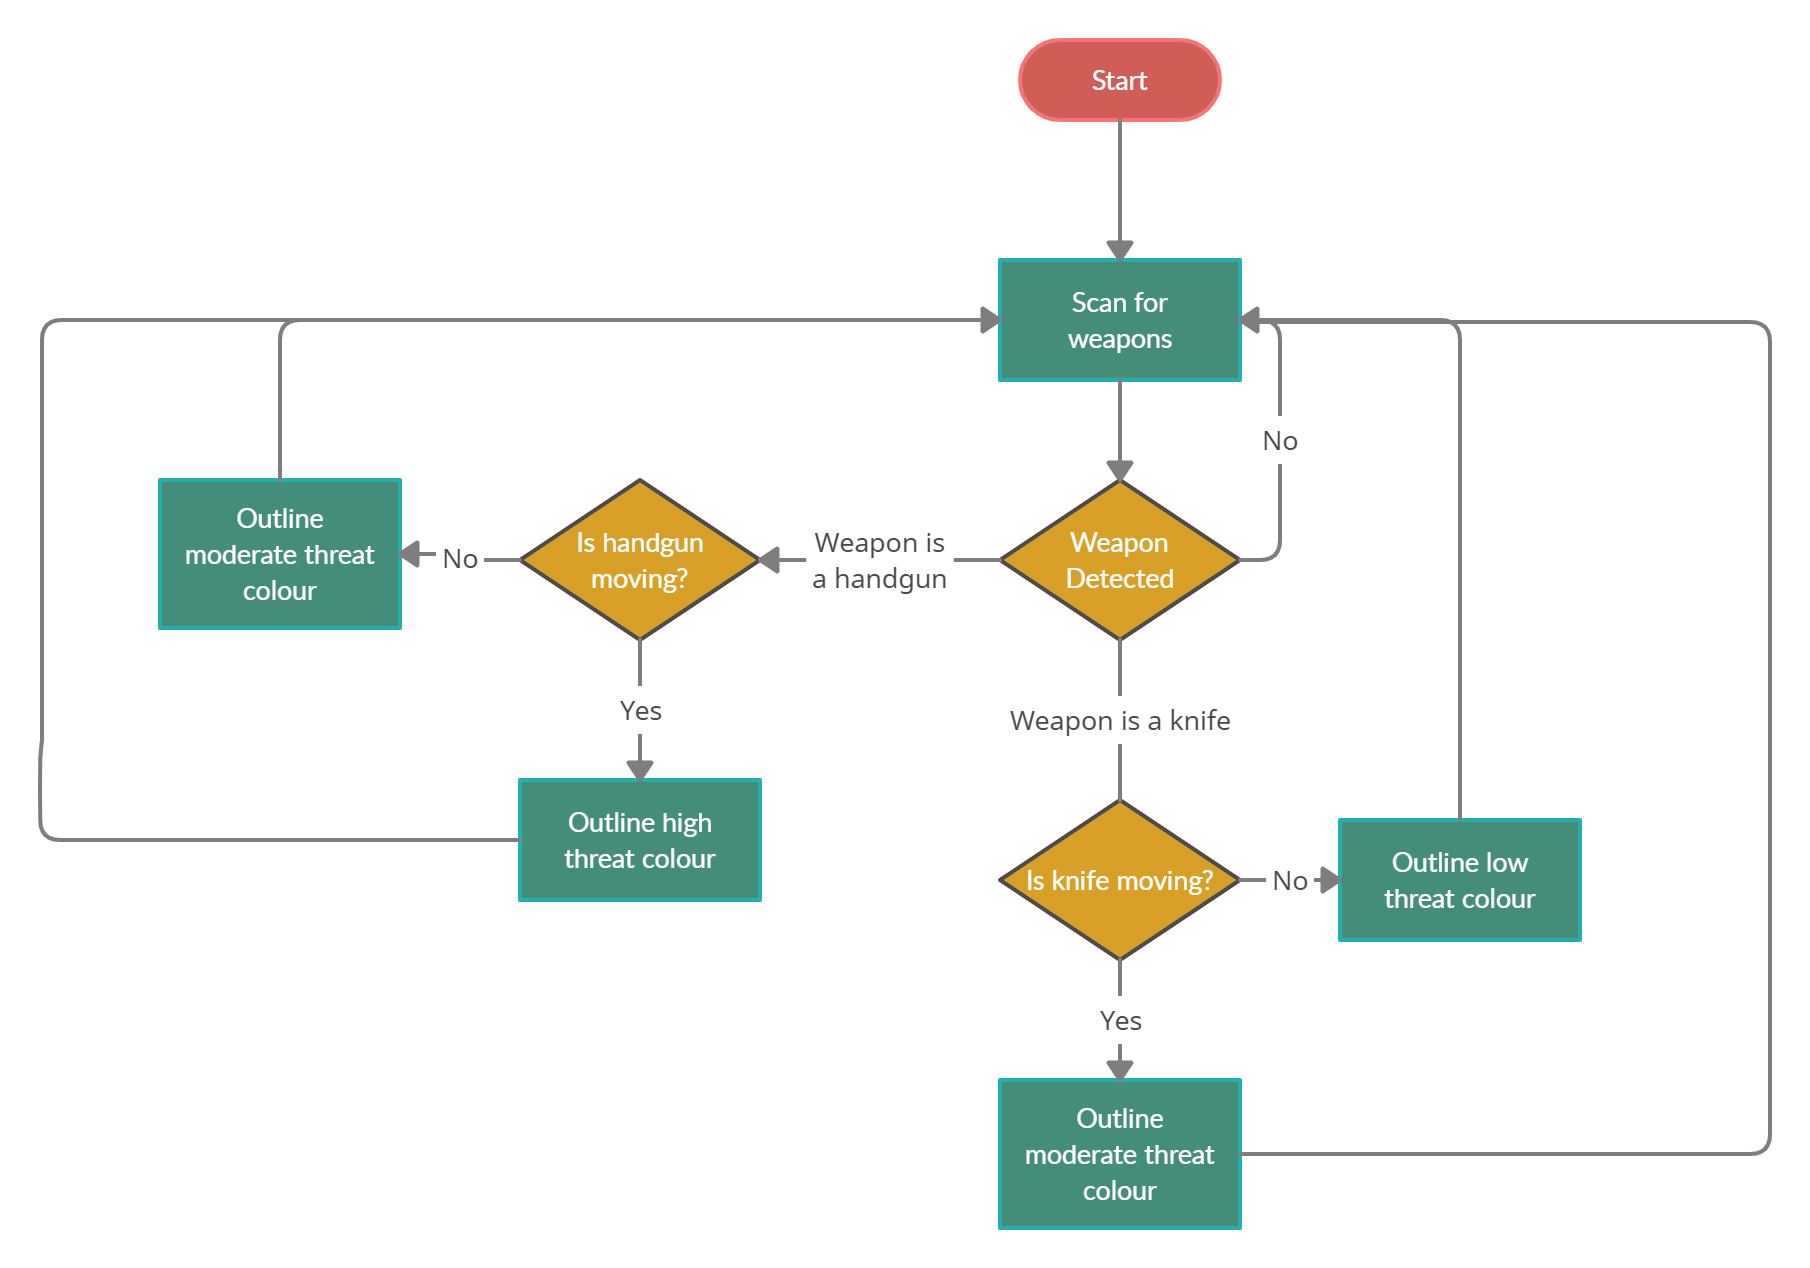 Start
Scan for
weapons
No
Outline
moderate threat
colour
No
Is handgun
moving?
Weapon is
a handgun
Weapon
Detected
Yes
Weapon is a knife
Outline high
threat colour
Is knife moving?
No
Outline low
threat colour
Yes
Outline
moderate threat
colour